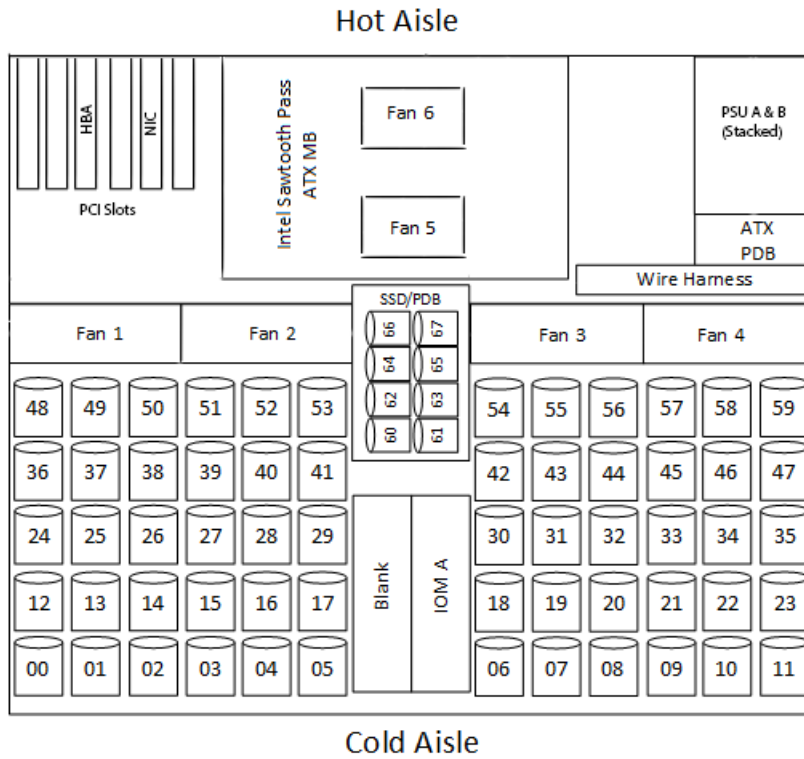 Hot Aisle
HBA
NIC
PCI Slots
Intel Sawtooth Pass
ATX MB
Fan 6
Fan 5
PSU A & B
(Stacked)
ATX
PDB
Wire Harness
SSD/PDB
Fan 1
Fan 2
66 67
64 65
62 63
60 61
Fan 3
Fan 4
48 49 50 51 52 53 54 55 56 57 58 59
36 37 38 39 40 41 42 43 44 45 46 47
24 25 26 27 28 29 30 31 32 33 34 35
12 13 14 15 16 17 18 19 20 21 22 23
00 01 02 03 04 05 06 07 08 09 10 11
Blank
IOM A
Cold Aisle